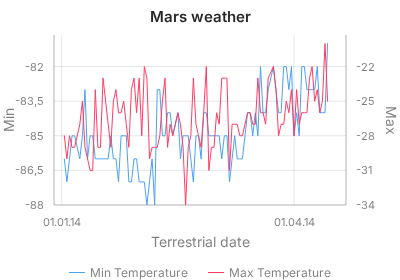 Mars weather
-82
-83,5
-85
-86,5
-88
Min
-22
-25
-28
-31
-34
Max
01.01.14
01.04.14
Terrestrial date
Min Temperature
Max Temperature